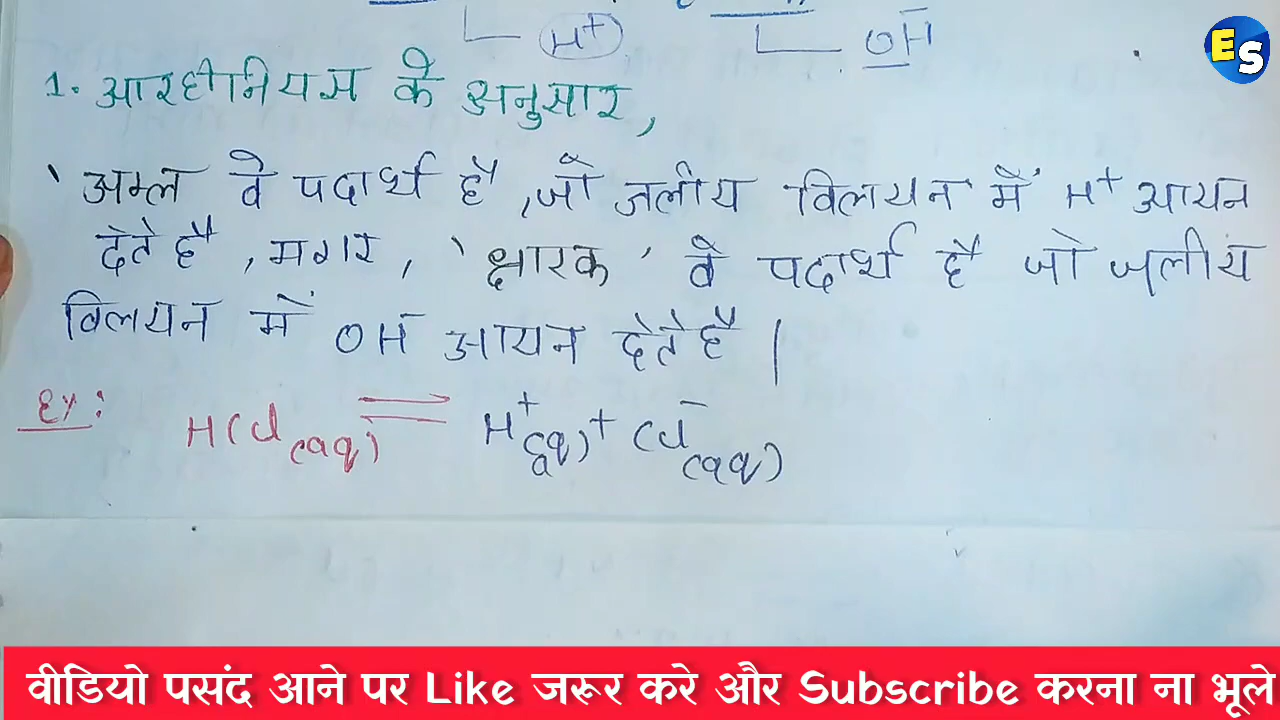 H⁺ OH⁻
ES
1. आरहीनियस के अनुसार,
' अम्ल वे पदार्थ है , जो जलीय विलयन में H⁺ आयन
देते है , मगर , ' क्षारक ' वे पदार्थ है जो जलीय
विलयन में OH⁻ आयन देते है |
Ex:
HCl(aq) ⇌ H⁺(aq) + Cl⁻(aq)
वीडियो पसंद आने पर Like जरूर करे और Subscribe करना ना भूले